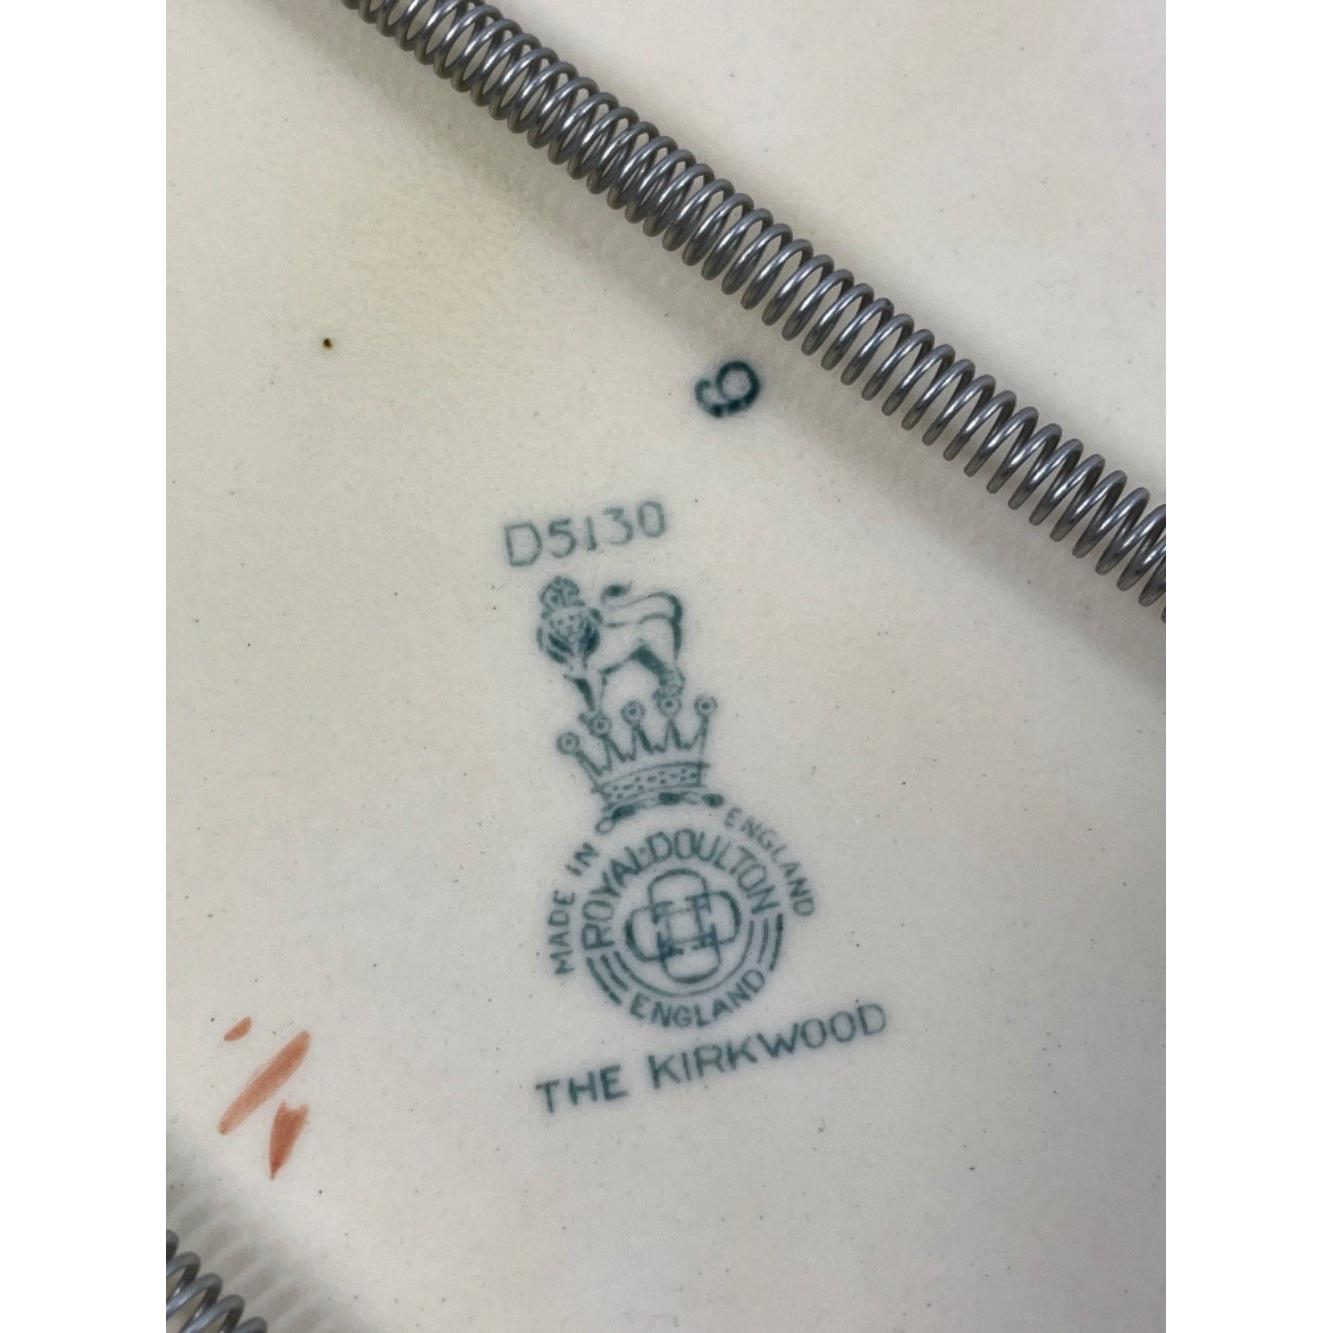 9
D5130
MADE IN ENGLAND
ROYAL·DOULTON
ENGLAND
THE KIRKWOOD